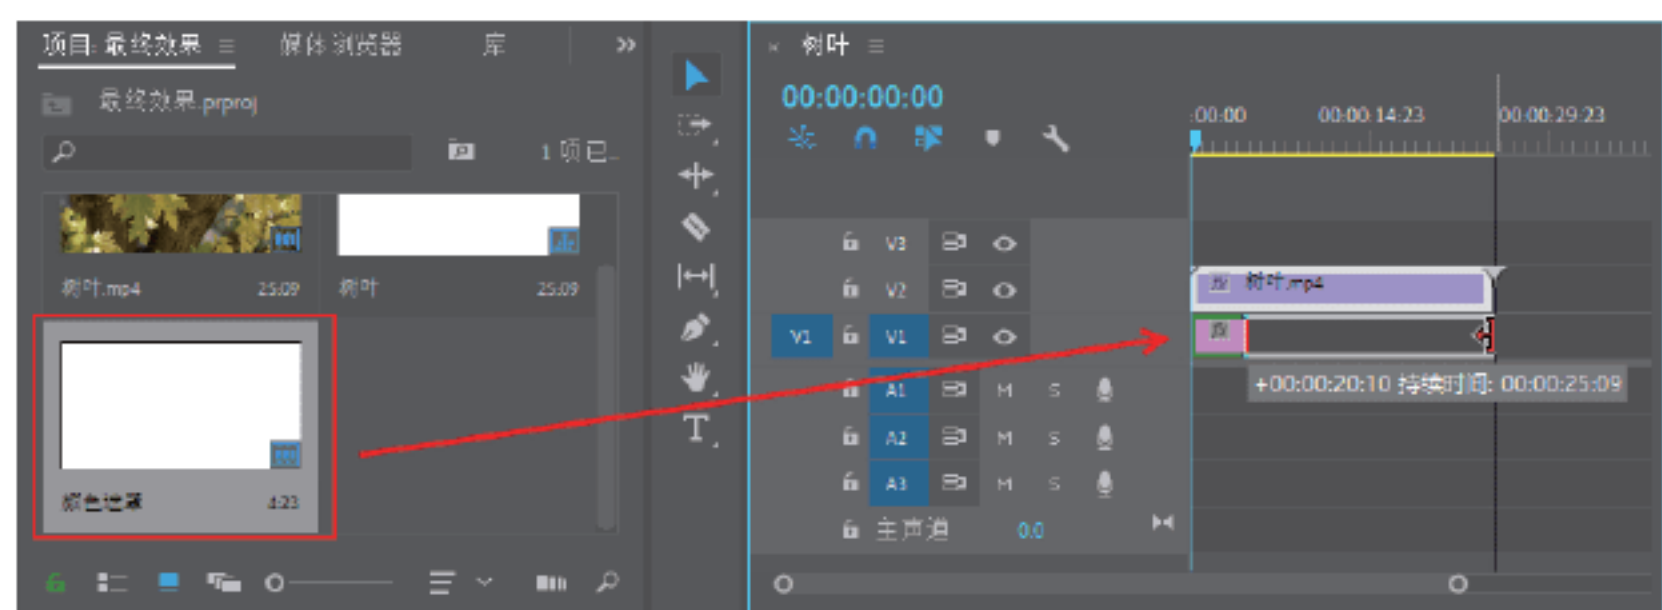 项目: 最终效果
媒体浏览器
库
最终效果.prproj
1 项已...
树叶.mp4 25:09
树叶 25:09
颜色遮罩 4:23
T
树叶
00:00:00:00
:00:00 00:00:14:23 00:00:29:23
V3
V2
V1 V1
A1 M S
A2 M S
A3 M S
主声道 0.0
fx 树叶.mp4
fx
+00:00:20:10 持续时间: 00:00:25:09